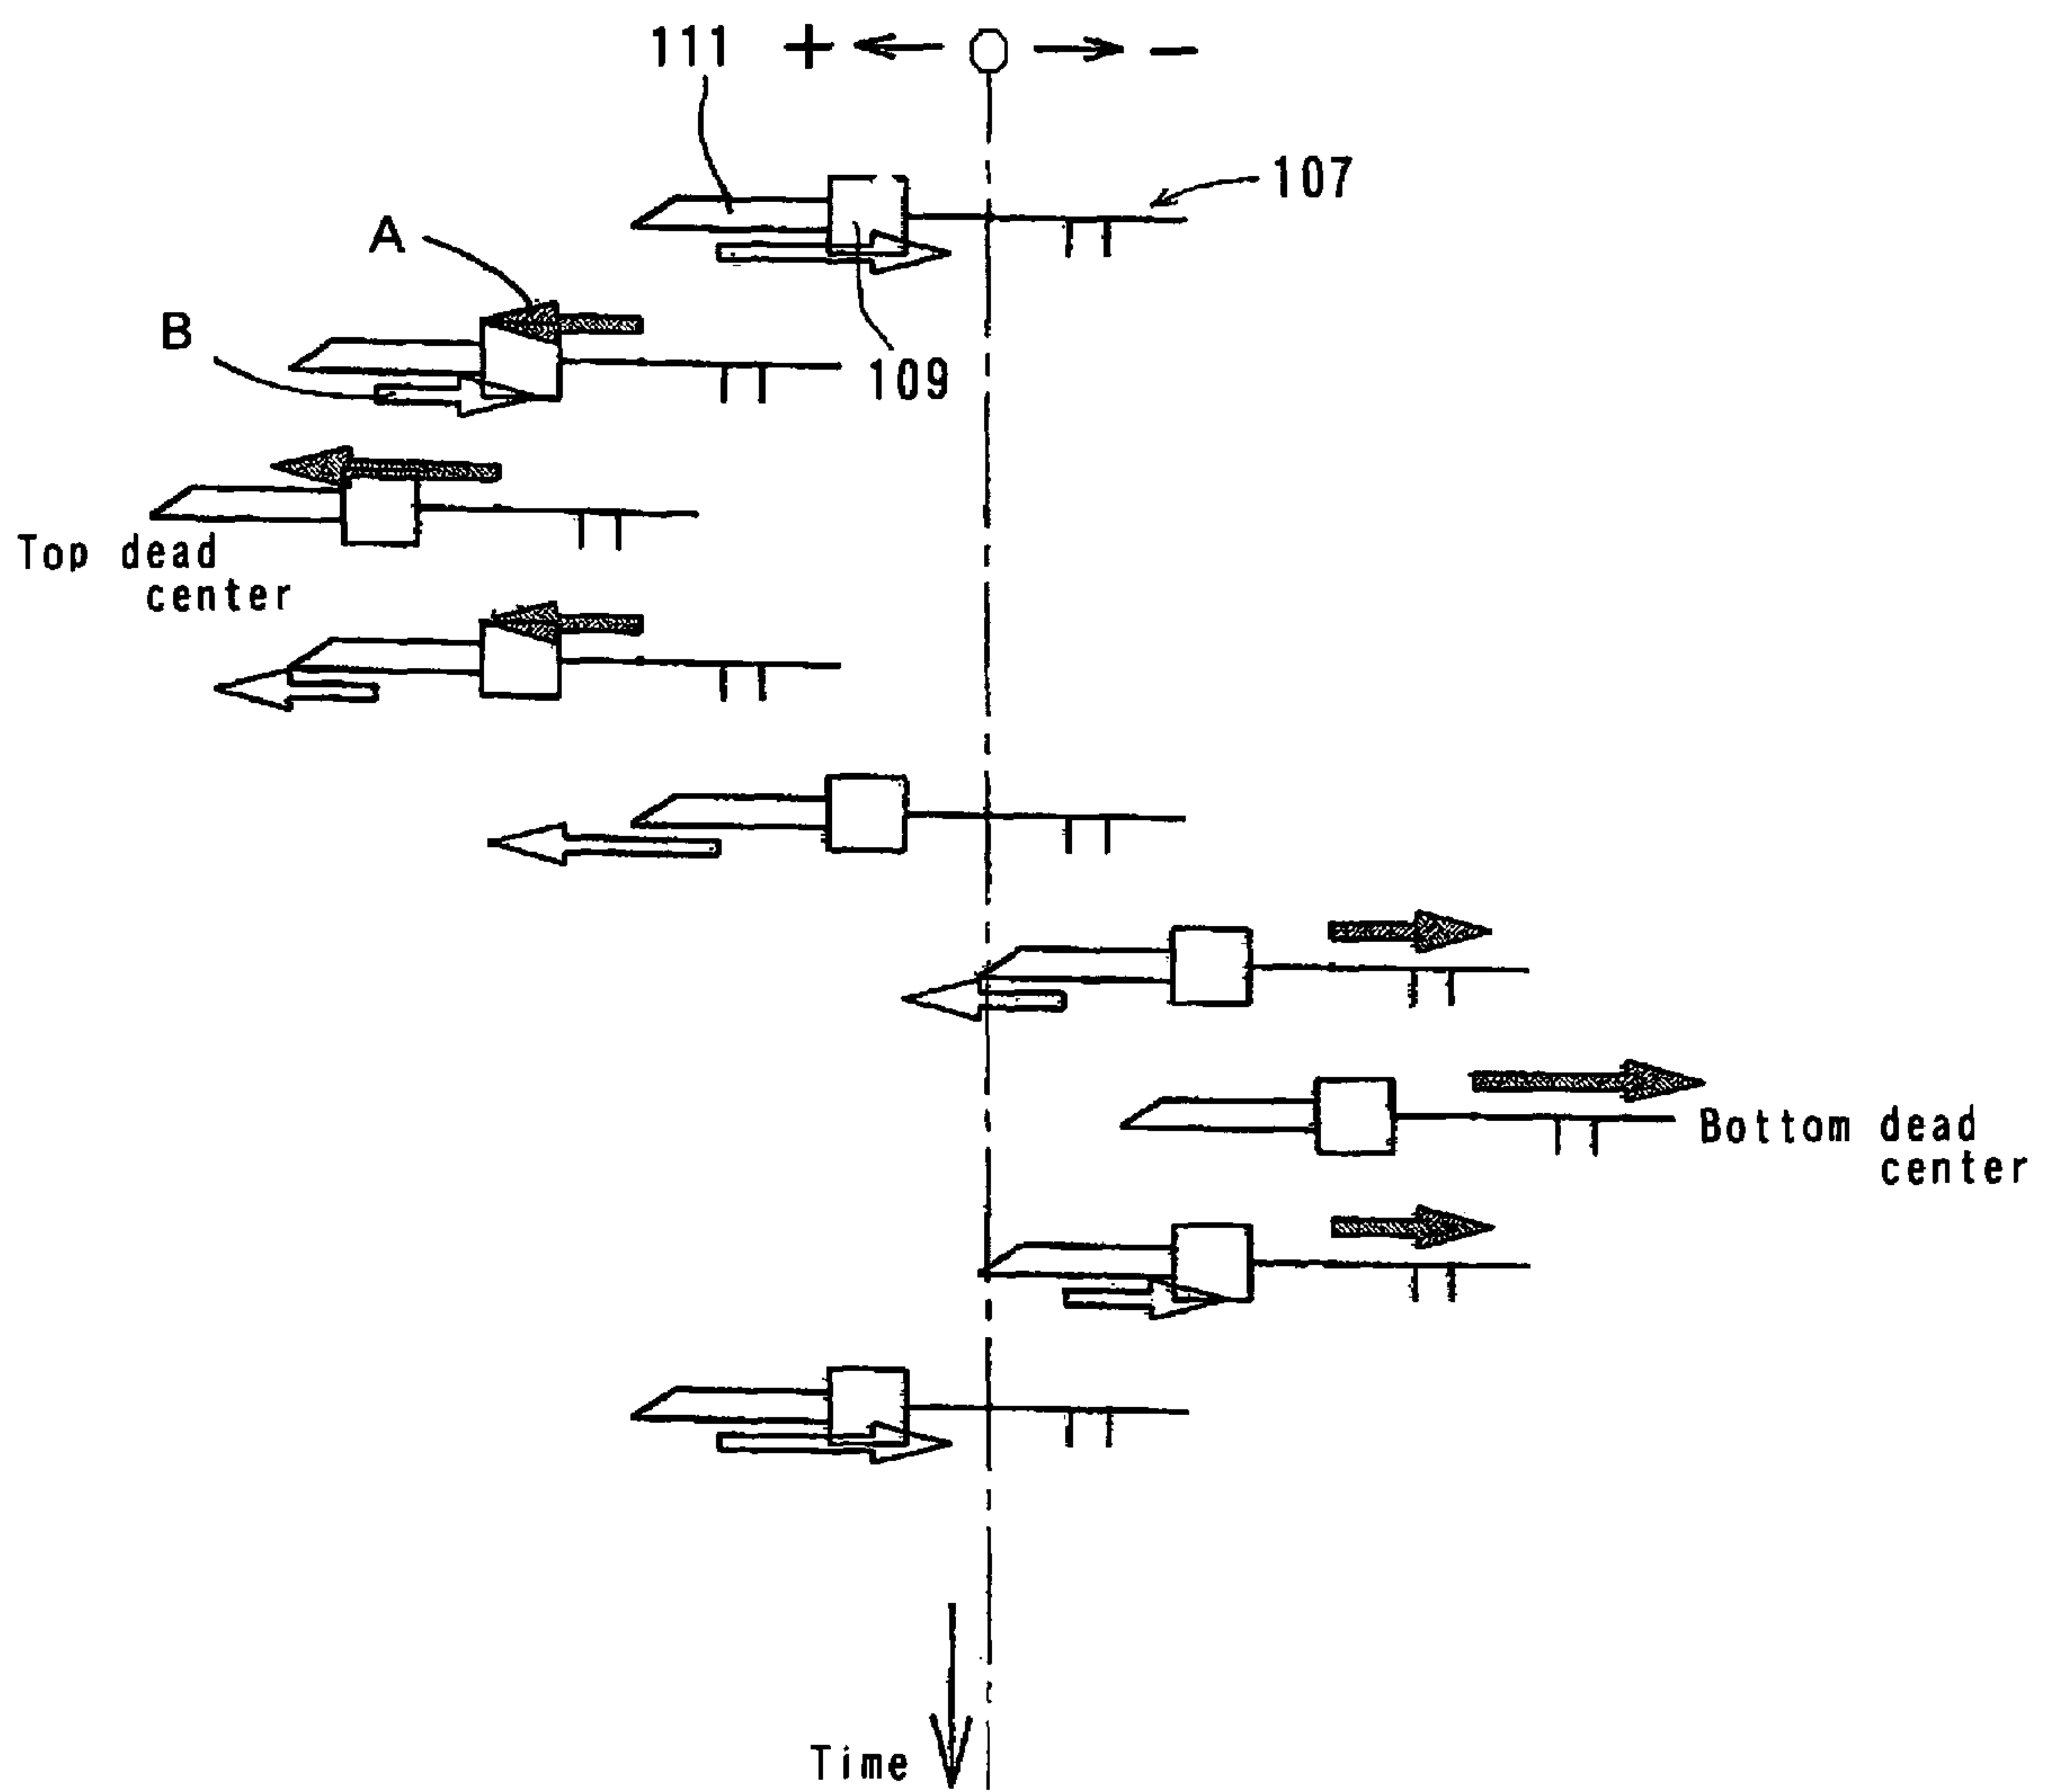 111 + ← O → −
107
A
B
109
Top dead
center
Bottom dead
center
Time